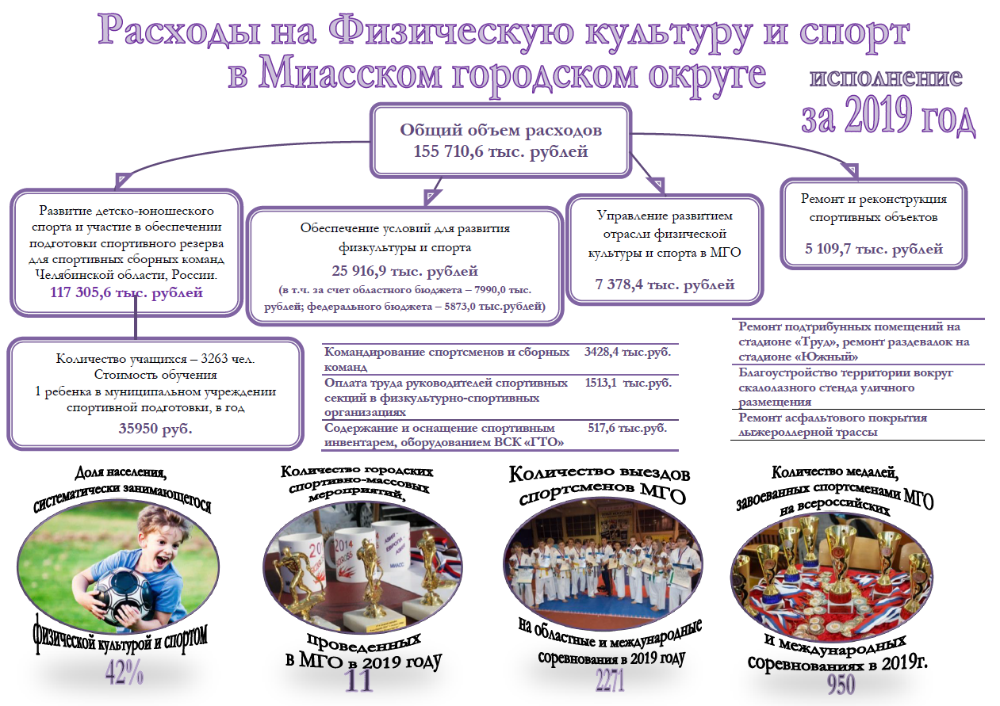 Расходы на Физическую культуру и спорт
в Миасском городском округе
исполнение
за 2019 год
Общий объем расходов
155 710,6 тыс. рублей
Развитие детско-юношеского
спорта и участие в обеспечении
подготовки спортивного резерва
для спортивных сборных команд
Челябинской области, России.
117 305,6 тыс. рублей
Обеспечение условий для развития
физкультуры и спорта
25 916,9 тыс. рублей
(в т.ч. за счет областного бюджета – 7990,0 тыс.
рублей; федерального бюджета – 5873,0 тыс.рублей)
Управление развитием
отрасли физической
культуры и спорта в МГО
7 378,4 тыс. рублей
Ремонт и реконструкция
спортивных объектов
5 109,7 тыс. рублей
Количество учащихся – 3263 чел.
Стоимость обучения
1 ребенка в муниципальном учреждении
спортивной подготовки, в год
35950 руб.
Командирование спортсменов и сборных 3428,4 тыс.руб.
команд
Оплата труда руководителей спортивных 1513,1 тыс.руб.
секций в физкультурно-спортивных
организациях
Содержание и оснащение спортивным 517,6 тыс.руб.
инвентарем, оборудованием ВСК «ГТО»
Ремонт подтрибунных помещений на
стадионе «Труд», ремонт раздевалок на
стадионе «Южный»
Благоустройство территории вокруг
скалолазного стенда уличного
размещения
Ремонт асфальтового покрытия
лыжероллерной трассы
Доля населения,
систематически занимающегося
физической культурой и спортом
42%
Количество городских
спортивно-массовых
мероприятий,
2014
АЗИЯ -
ЕВРОПА -
АЗИЯ
МИАСС
проведенных
в МГО в 2019 году
11
Количество выездов
спортсменов МГО
на областные и международные
соревнования в 2019 году
2271
Количество медалей,
завоеванных спортсменами МГО
на всероссийских
и международных
соревнованиях в 2019г.
950